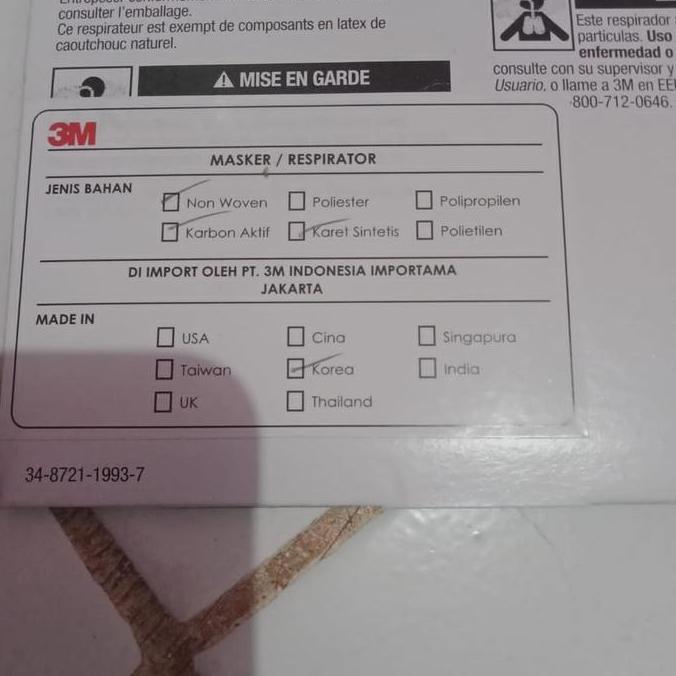 consulter l'emballage.
Ce respirateur est exempt de composants en latex de
caoutchouc naturel.
MISE EN GARDE
Este respirador
particulas. Uso
enfermedad o
consulte con su supervisor y
Usuario, o llame a 3M en
800-712-0646.
3M
MASKER / RESPIRATOR
JENIS BAHAN
Non Woven Poliester Polipropilen
Karbon Aktif Karet Sintetis Polietilen
DI IMPORT OLEH PT. 3M INDONESIA IMPORTAMA
JAKARTA
MADE IN
USA Cina Singapura
Taiwan Korea India
UK Thailand
34-8721-1993-7